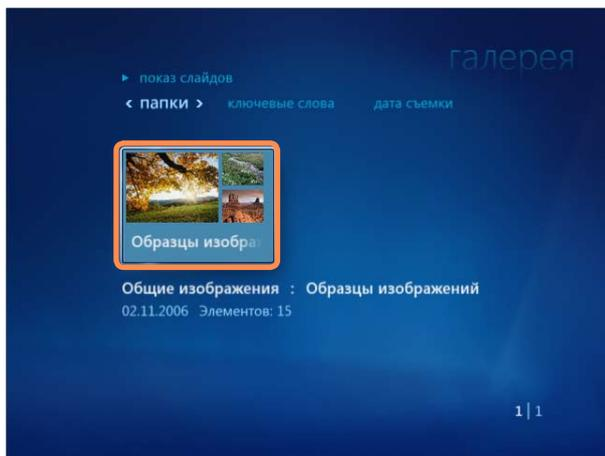 галерея
► показ слайдов
‹ папки › ключевые слова дата съемки
Образцы изобра
Общие изображения : Образцы изображений
02.11.2006 Элементов: 15
1 | 1